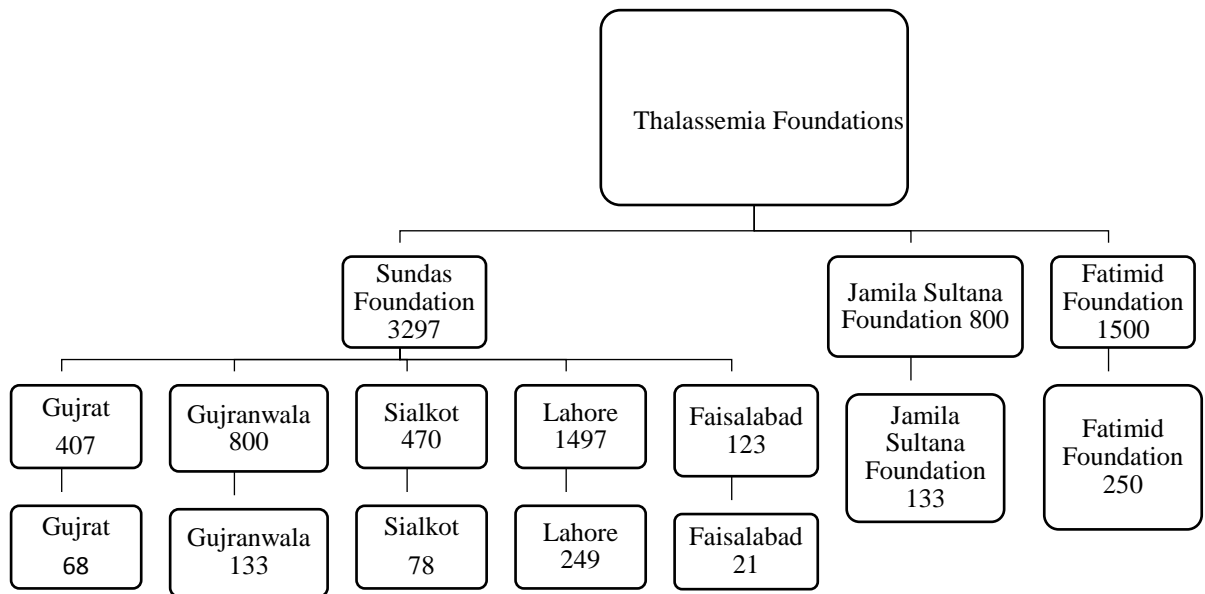 Thalassemia Foundations
Sundas
Foundation
3297
Jamila Sultana
Foundation 800
Fatimid
Foundation
1500
Gujrat
407
Gujranwala
800
Sialkot
470
Lahore
1497
Faisalabad
123
Jamila
Sultana
Foundation
133
Fatimid
Foundation
250
Gujrat
68
Gujranwala
133
Sialkot
78
Lahore
249
Faisalabad
21